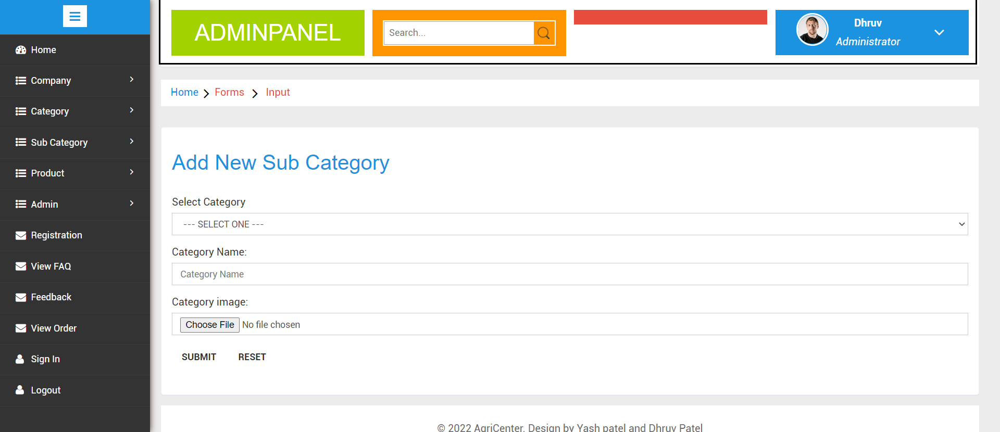 ADMINPANEL
Search...
Dhruv
Administrator
Home
Company
Category
Sub Category
Product
Admin
Registration
View FAQ
Feedback
View Order
Sign In
Logout
Home Forms Input
Add New Sub Category
Select Category
--- SELECT ONE ---
Category Name:
Category Name
Category image:
Choose File No file chosen
SUBMIT RESET
© 2022 AgriCenter. Design by Yash patel and Dhruv Patel